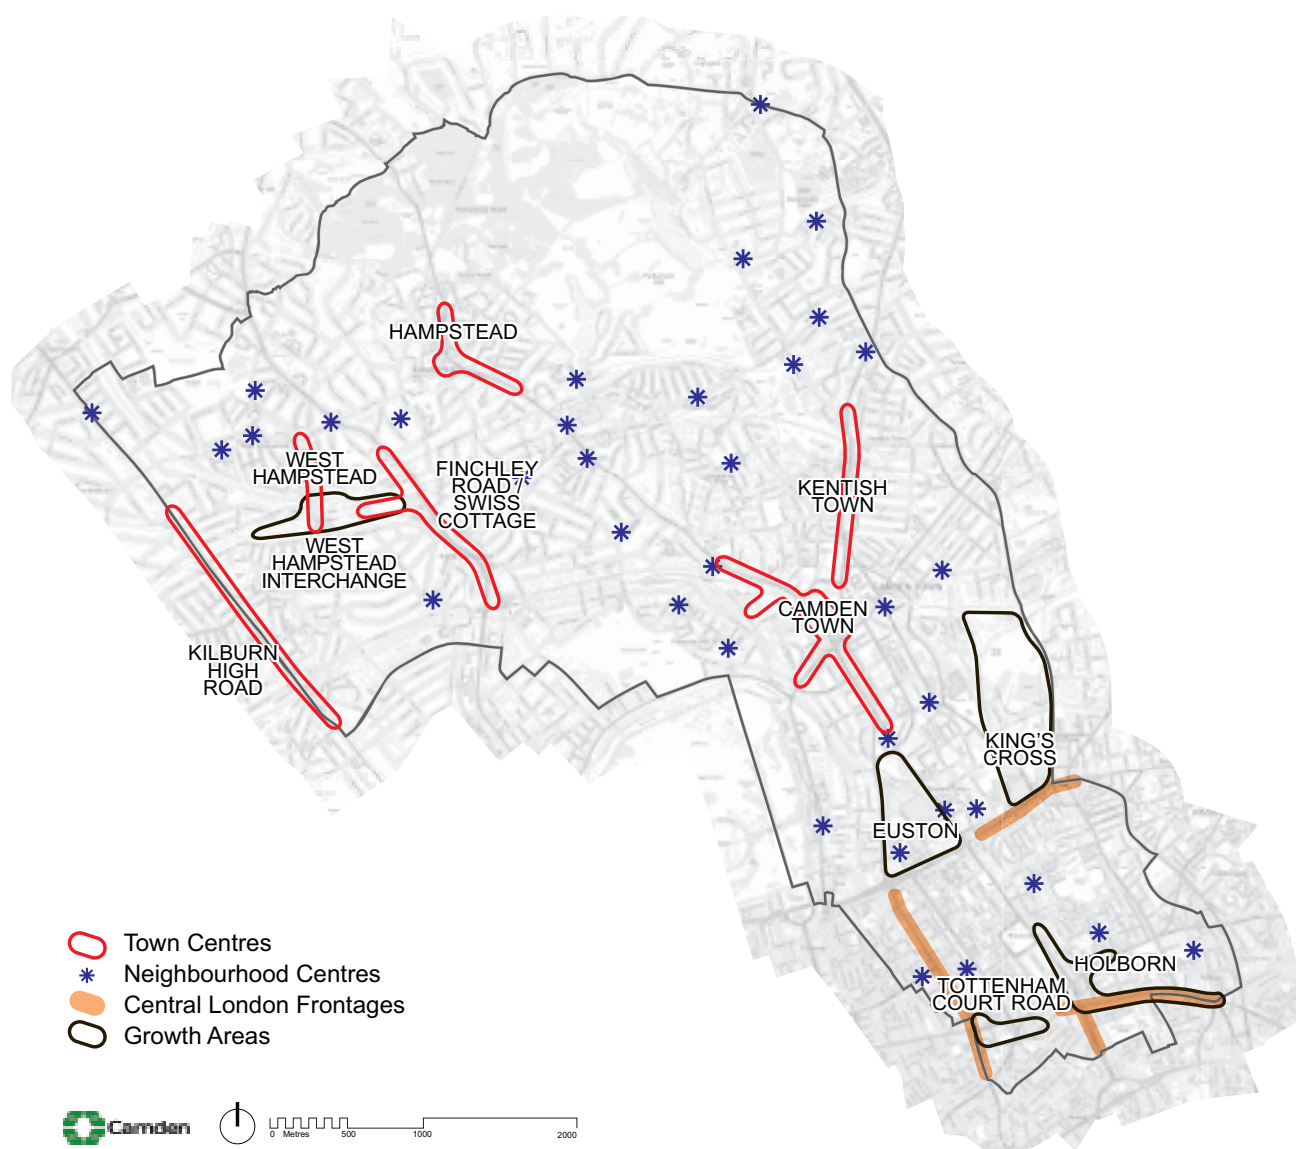 HAMPSTEAD
WEST
HAMPSTEAD
FINCHLEY
ROAD /
SWISS
COTTAGE
KENTISH
TOWN
WEST
HAMPSTEAD
INTERCHANGE
CAMDEN
TOWN
KILBURN
HIGH
ROAD
KING'S
CROSS
EUSTON
HOLBORN
TOTTENHAM
COURT ROAD
Town Centres
Neighbourhood Centres
Central London Frontages
Growth Areas
Camden
0 Metres 500 1000 2000